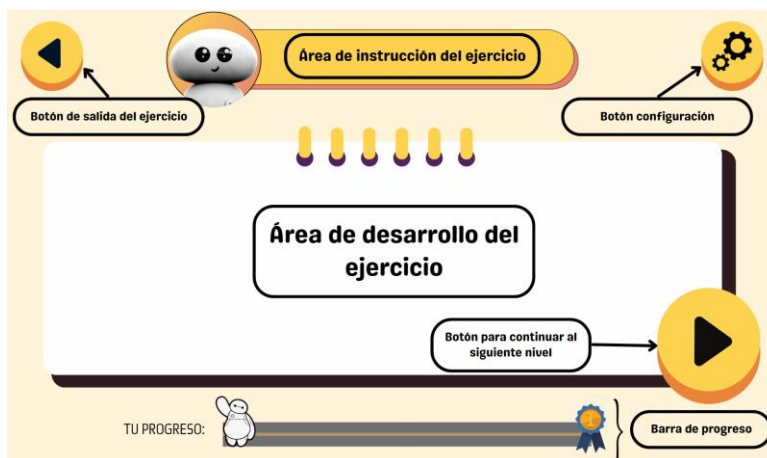 Área de instrucción del ejercicio
Botón de salida del ejercicio
Botón configuración
Área de desarrollo del
ejercicio
Botón para continuar al
siguiente nivel
TU PROGRESO:
1
Barra de progreso